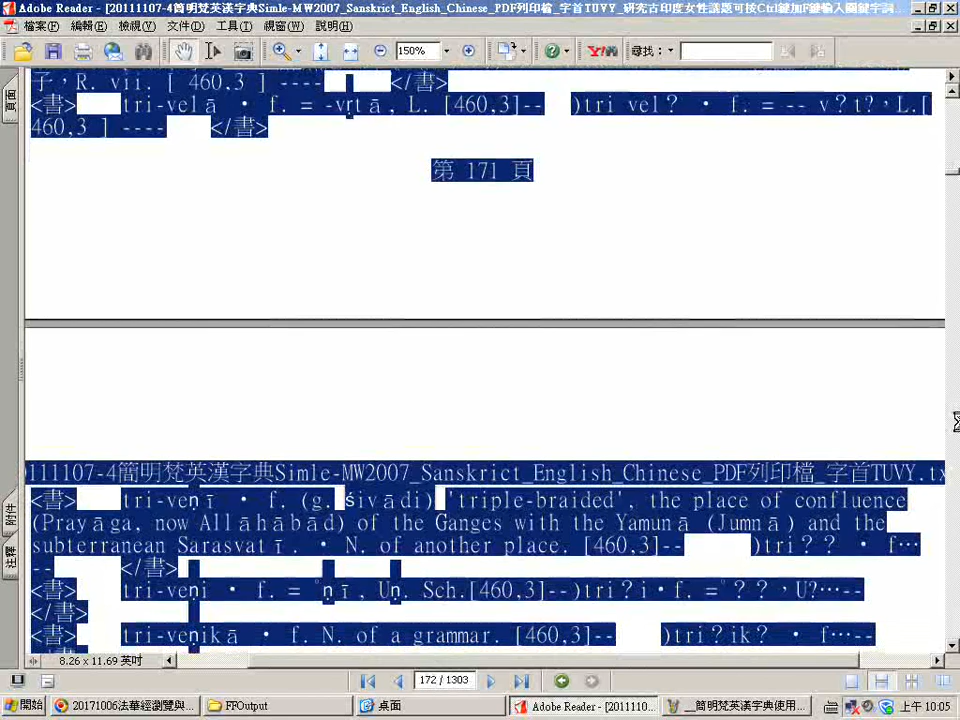 Adobe Reader - [20111107-4簡明梵英漢字典Simle-MW2007_Sanskrict_English_Chinese_PDF列印檔_字首TUVY_研究古印度女性議題可按Ctrl鍵加F鍵輸入關鍵字詞...
檔案(F) 編輯(E) 檢視(V) 文件(D) 工具(T) 視窗(W) 說明(H)
150% 尋找：
頁面
子，R. vii. [ 460,3 ] ---- </書>
<書> tri-velā • f. = -vṛtā, L. [460,3]-- )tri vel? • f. = -- v?t?，L.[
460,3 ] ---- </書>
第 171 頁
0111107-4簡明梵英漢字典Simle-MW2007_Sanskrict_English_Chinese_PDF列印檔_字首TUVY.tx
<書> tri-veṇī • f. (g. śivādi) 'triple-braided', the place of confluence
(Prayāga, now Allāhābād) of the Ganges with the Yamunā (Jumnā) and the
subterranean Sarasvatī. • N. of another place. [460,3]-- )tri?? • f…
-- </書>
<書> tri-veṇi • f. = °ṇī, Uṇ. Sch.[460,3]--)tri?i•f. =°??，U?…--
</書>
<書> tri-veṇikā • f. N. of a grammar. [460,3]-- )tri?ik? • f…--
附件
注釋
8.26 x 11.69 英吋
172 / 1303
開始 20171006法華經瀏覽與... FFOutput 桌面 Adobe Reader - [201110... __簡明梵英字典使用... 上午 10:05